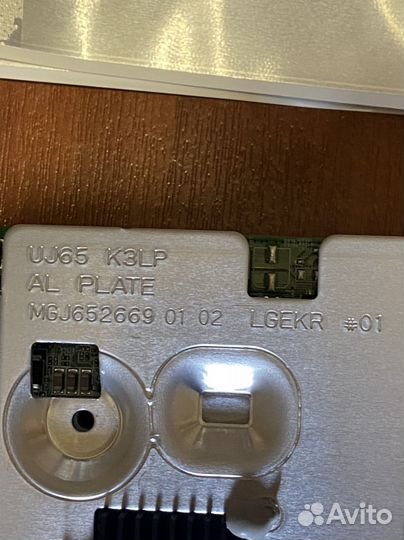 UJ65 K3LP
AL PLATE
MGJ652669 01 02 LGEKR #01
Avito